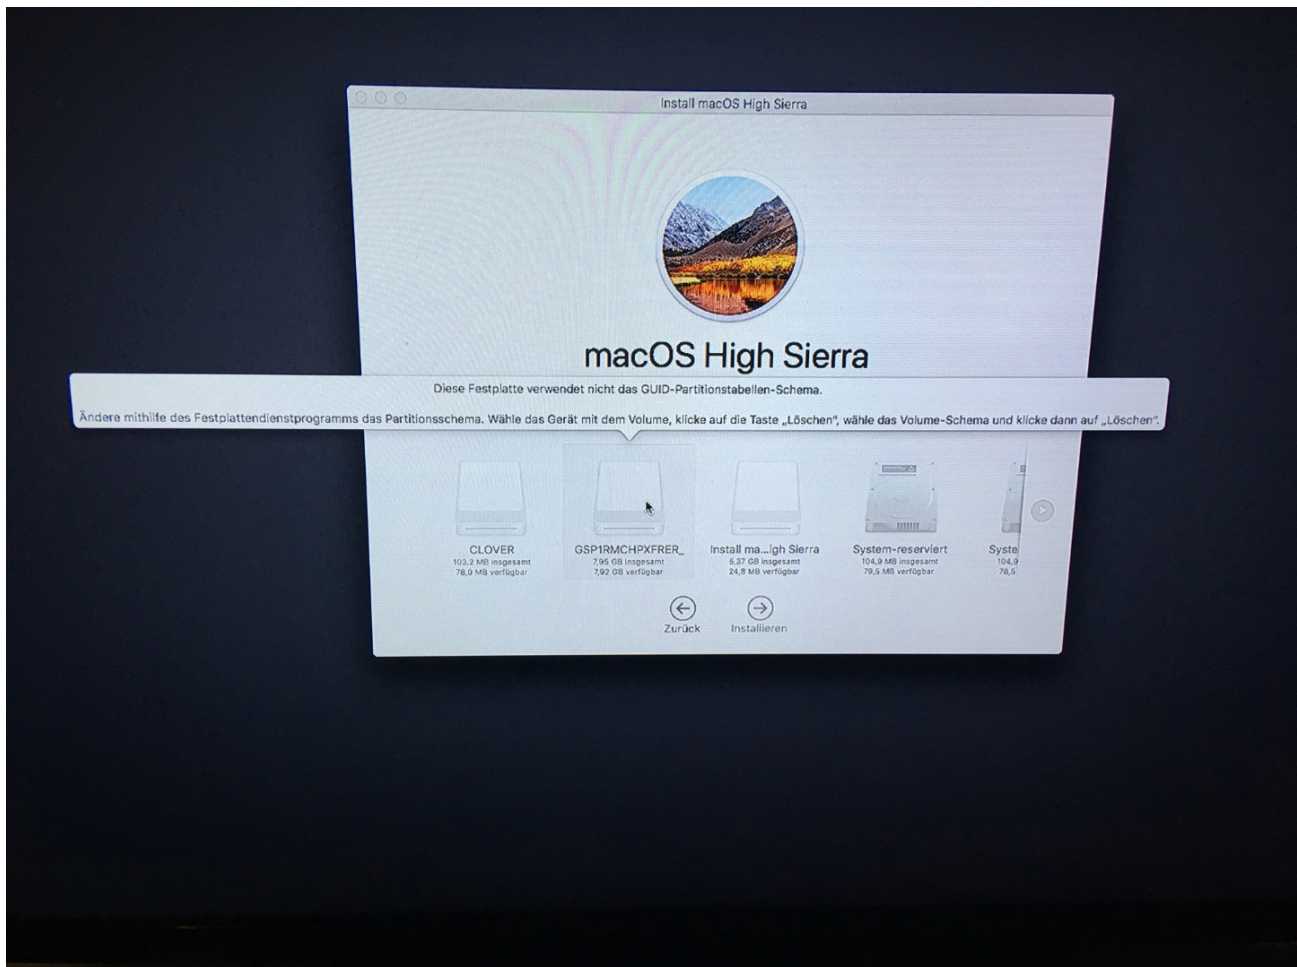 Install macOS High Sierra
macOS High Sierra
Diese Festplatte verwendet nicht das GUID-Partitionstabellen-Schema.
Ändere mithilfe des Festplattendienstprogramms das Partitionsschema. Wähle das Gerät mit dem Volume, klicke auf die Taste „Löschen“, wähle das Volume-Schema und klicke dann auf „Löschen“.
CLOVER
103,2 MB insgesamt
78,9 MB verfügbar
GSP1RMCHPXFRER_
7,95 GB insgesamt
7,92 GB verfügbar
Install ma...igh Sierra
6,37 GB insgesamt
24,8 MB verfügbar
System-reserviert
104,9 MB insgesamt
79,5 MB verfügbar
Syste
104,9
78,5
Zurück
Installieren